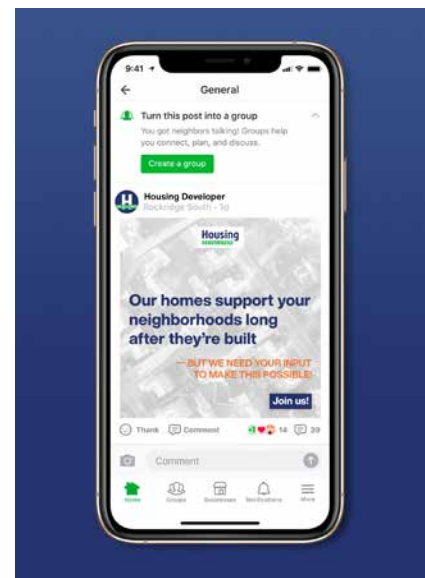 9:41
General
Turn this post into a group
You got neighbors talking! Groups help
you connect, plan, and discuss.
Create a group
H
Housing Developer
Rockridge South - 1d
Housing
Our homes support your
neighborhoods long
after they're built
— BUT WE NEED YOUR INPUT
TO MAKE THIS POSSIBLE!
Join us!
Thank Comment 14 39
Comment
Home Groups Businesses Notifications More